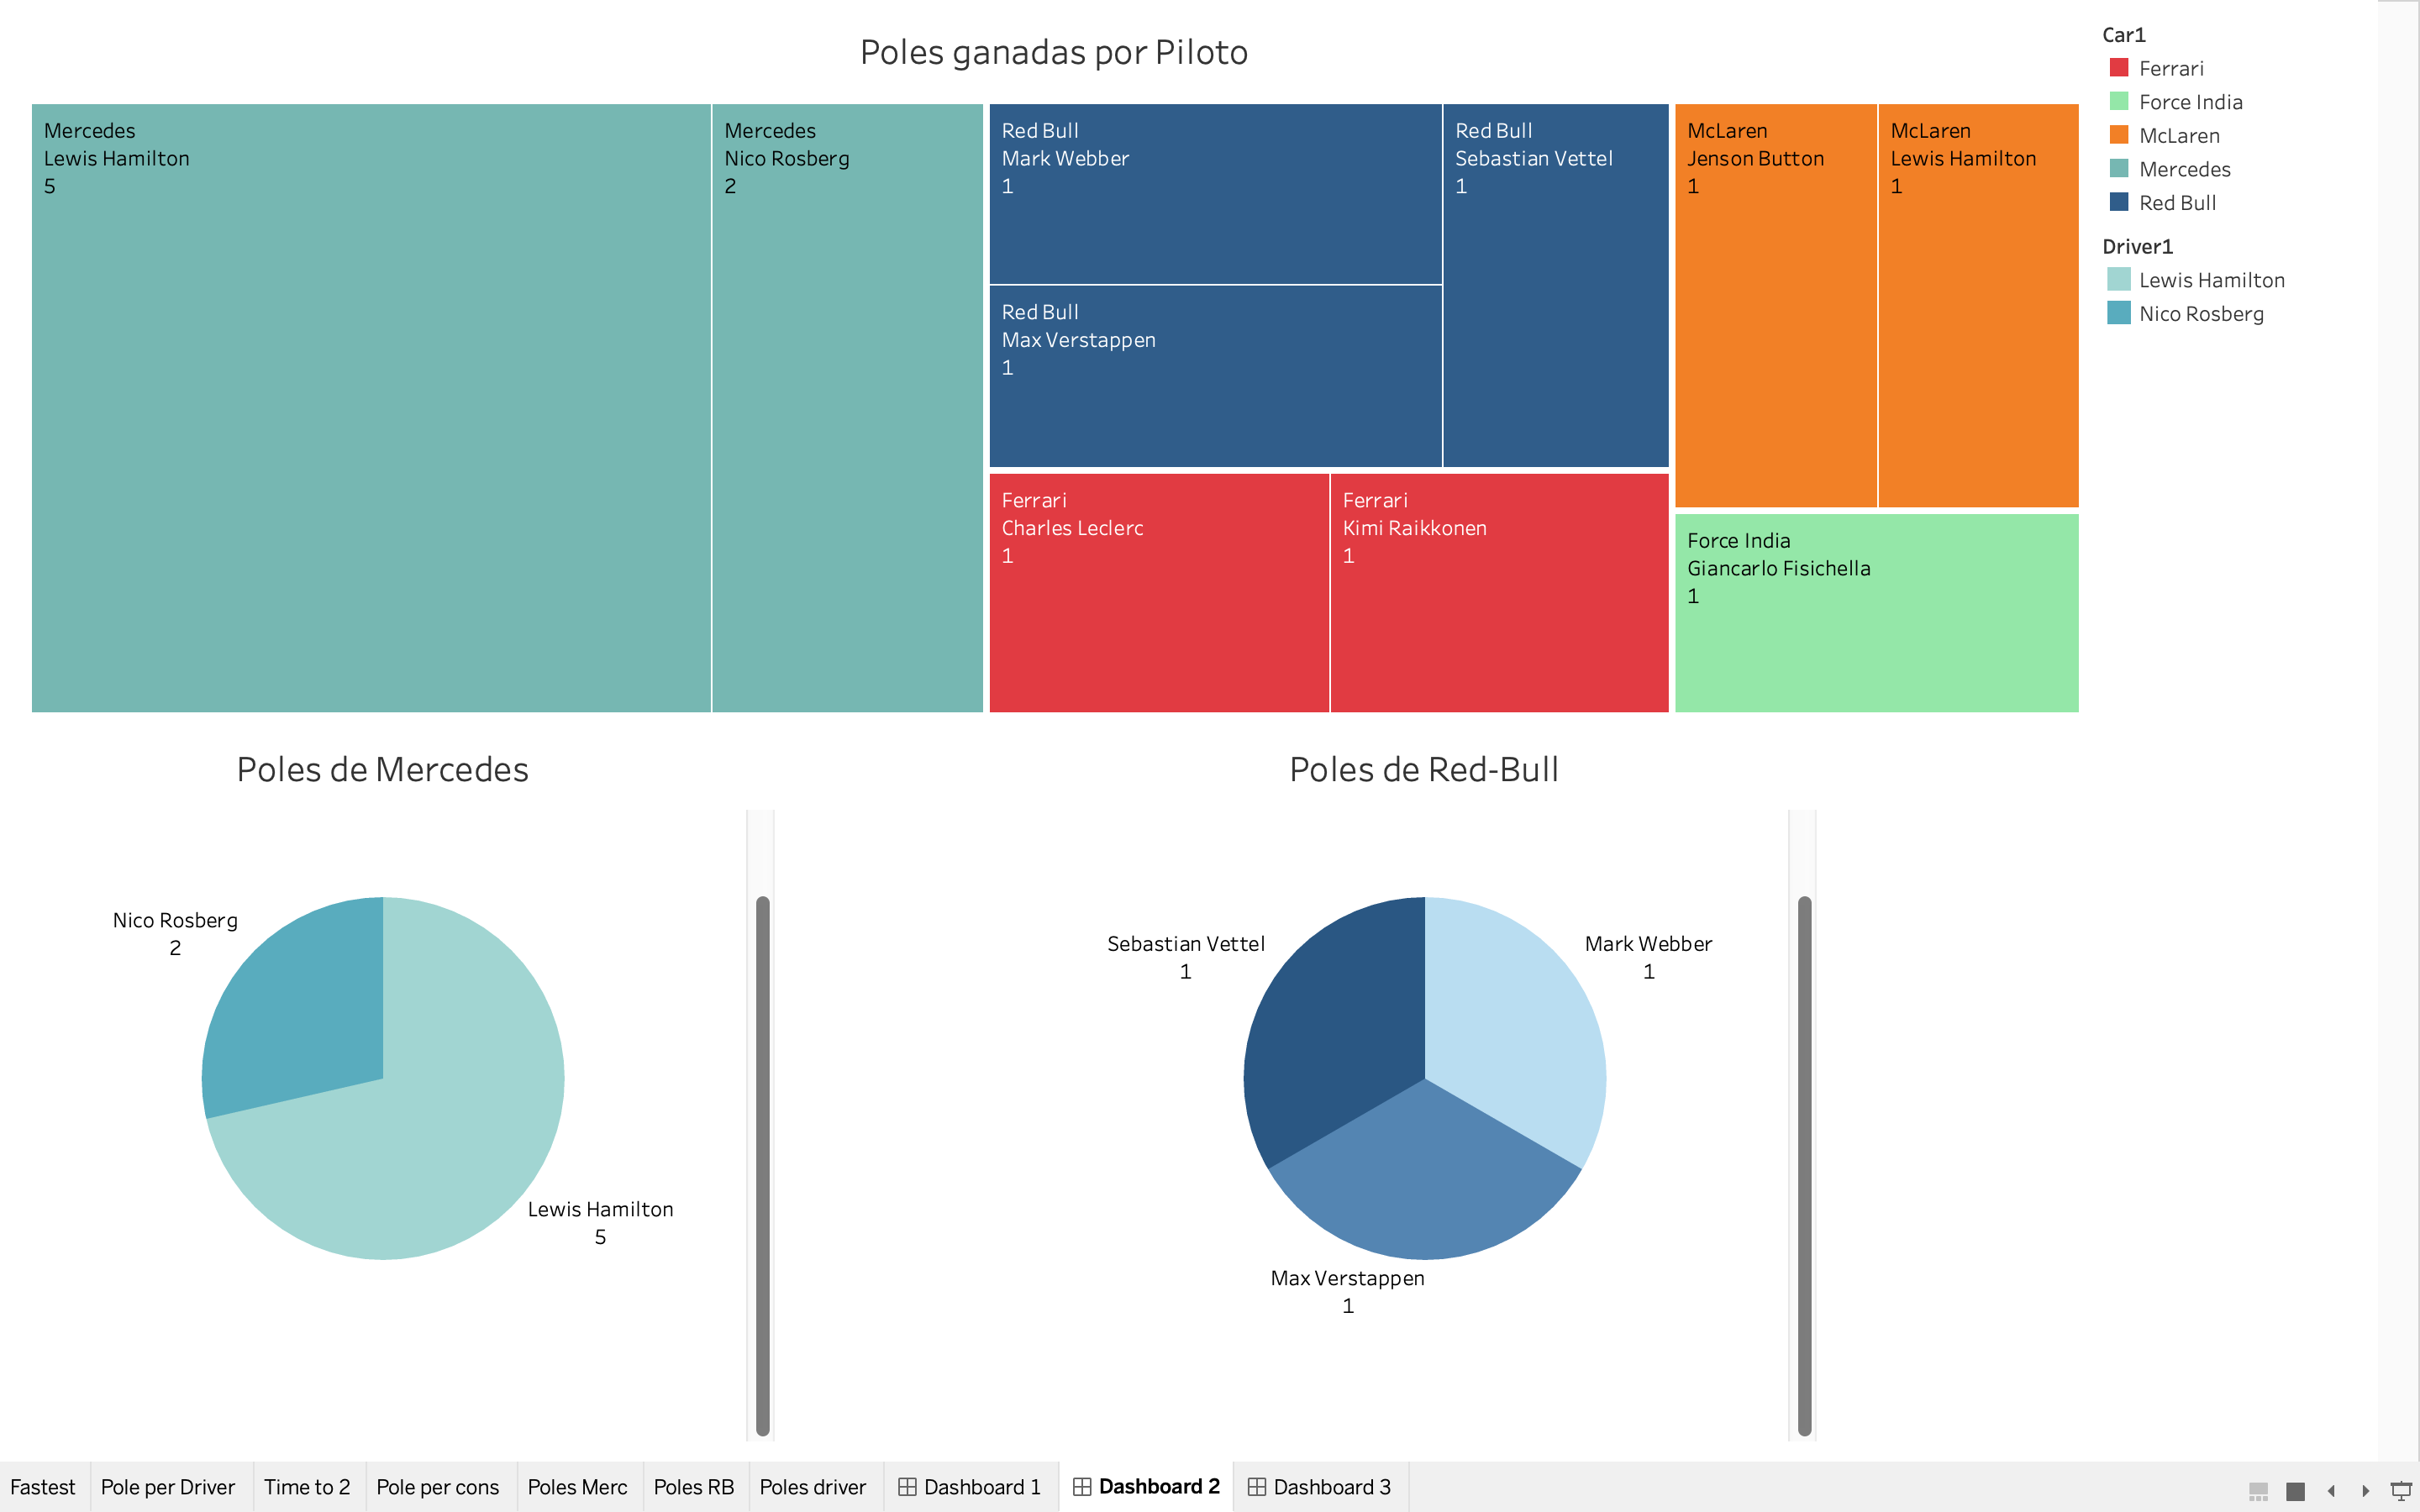 Poles ganadas por Piloto
Mercedes
Lewis Hamilton
5
Mercedes
Nico Rosberg
2
Red Bull
Mark Webber
1
Red Bull
Sebastian Vettel
1
Red Bull
Max Verstappen
1
Ferrari
Charles Leclerc
1
Ferrari
Kimi Raikkonen
1
McLaren
Jenson Button
1
McLaren
Lewis Hamilton
1
Force India
Giancarlo Fisichella
1
Car1
Ferrari
Force India
McLaren
Mercedes
Red Bull
Driver1
Lewis Hamilton
Nico Rosberg
Poles de Mercedes
Nico Rosberg
2
Lewis Hamilton
5
Poles de Red-Bull
Sebastian Vettel
1
Mark Webber
1
Max Verstappen
1
Fastest
Pole per Driver
Time to 2
Pole per cons
Poles Merc
Poles RB
Poles driver
Dashboard 1
Dashboard 2
Dashboard 3